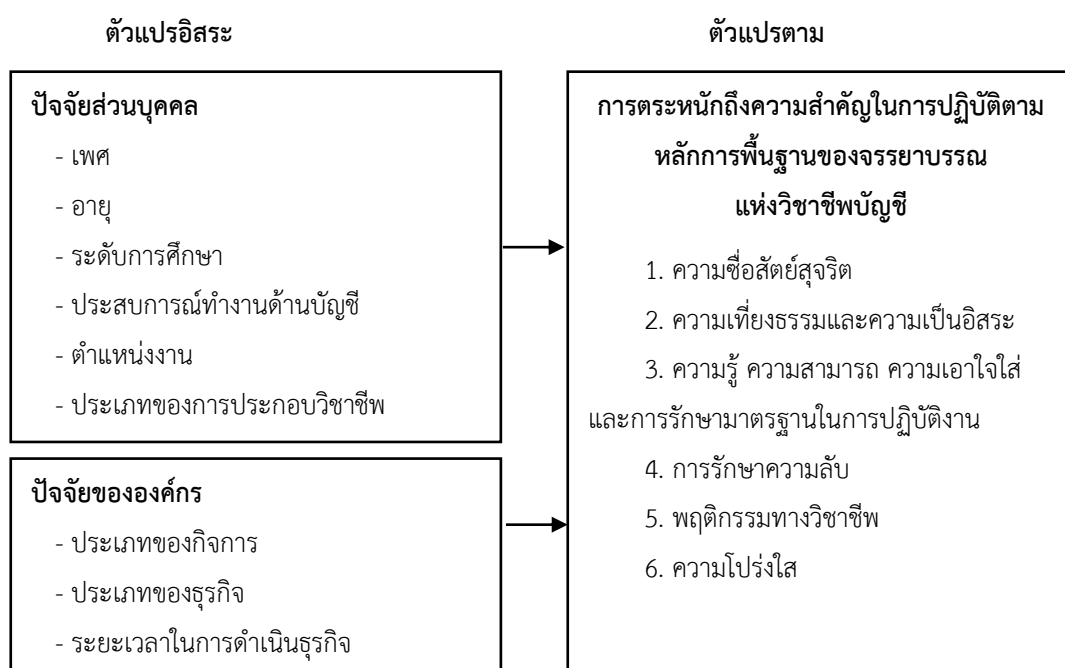 ตัวแปรอิสระ
ตัวแปรตาม
ปัจจัยส่วนบุคคล
- เพศ
- อายุ
- ระดับการศึกษา
- ประสบการณ์ทำงานด้านบัญชี
- ตำแหน่งงาน
- ประเภทของการประกอบวิชาชีพ
ปัจจัยขององค์กร
- ประเภทของกิจการ
- ประเภทของธุรกิจ
- ระยะเวลาในการดำเนินธุรกิจ
การตระหนักถึงความสำคัญในการปฏิบัติตาม
หลักการพื้นฐานของจรรยาบรรณ
แห่งวิชาชีพบัญชี
1. ความซื่อสัตย์สุจริต
2. ความเที่ยงธรรมและความเป็นอิสระ
3. ความรู้ ความสามารถ ความเอาใจใส่
และการรักษามาตรฐานในการปฏิบัติงาน
4. การรักษาความลับ
5. พฤติกรรมทางวิชาชีพ
6. ความโปร่งใส